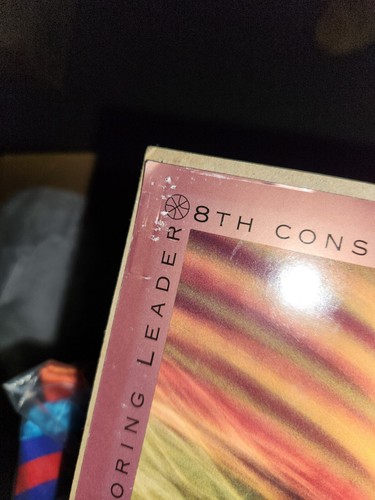 8TH CONS
ORING LEADER